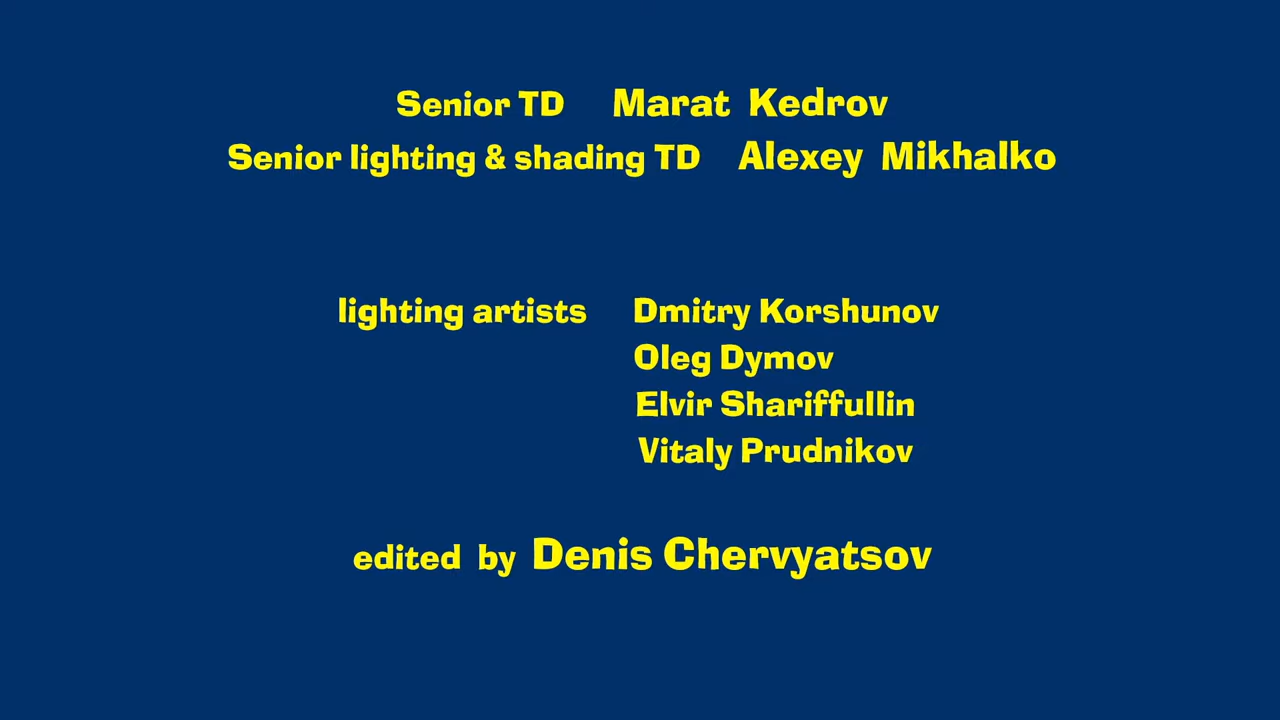 Senior TD Marat Kedrov
Senior lighting & shading TD Alexey Mikhalko
lighting artists Dmitry Korshunov
Oleg Dymov
Elvir Shariffullin
Vitaly Prudnikov
edited by Denis Chervyatsov